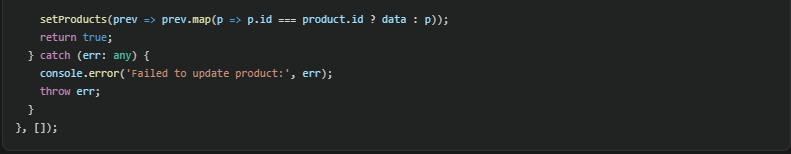 setProducts(prev => prev.map(p => p.id === product.id ? data : p));
return true;
} catch (err: any) {
console.error('Failed to update product:', err);
throw err;
}
}, []);